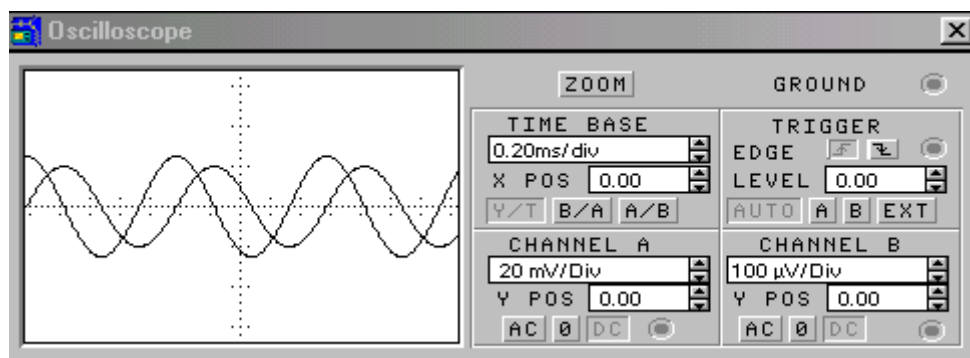 Oscilloscope
ZOOM
GROUND
TIME BASE
0.20ms/div
X POS 0.00
Y/T B/A A/B
TRIGGER
EDGE
LEVEL 0.00
AUTO A B EXT
CHANNEL A
20 mV/Div
Y POS 0.00
AC 0 DC
CHANNEL B
100 µV/Div
Y POS 0.00
AC 0 DC